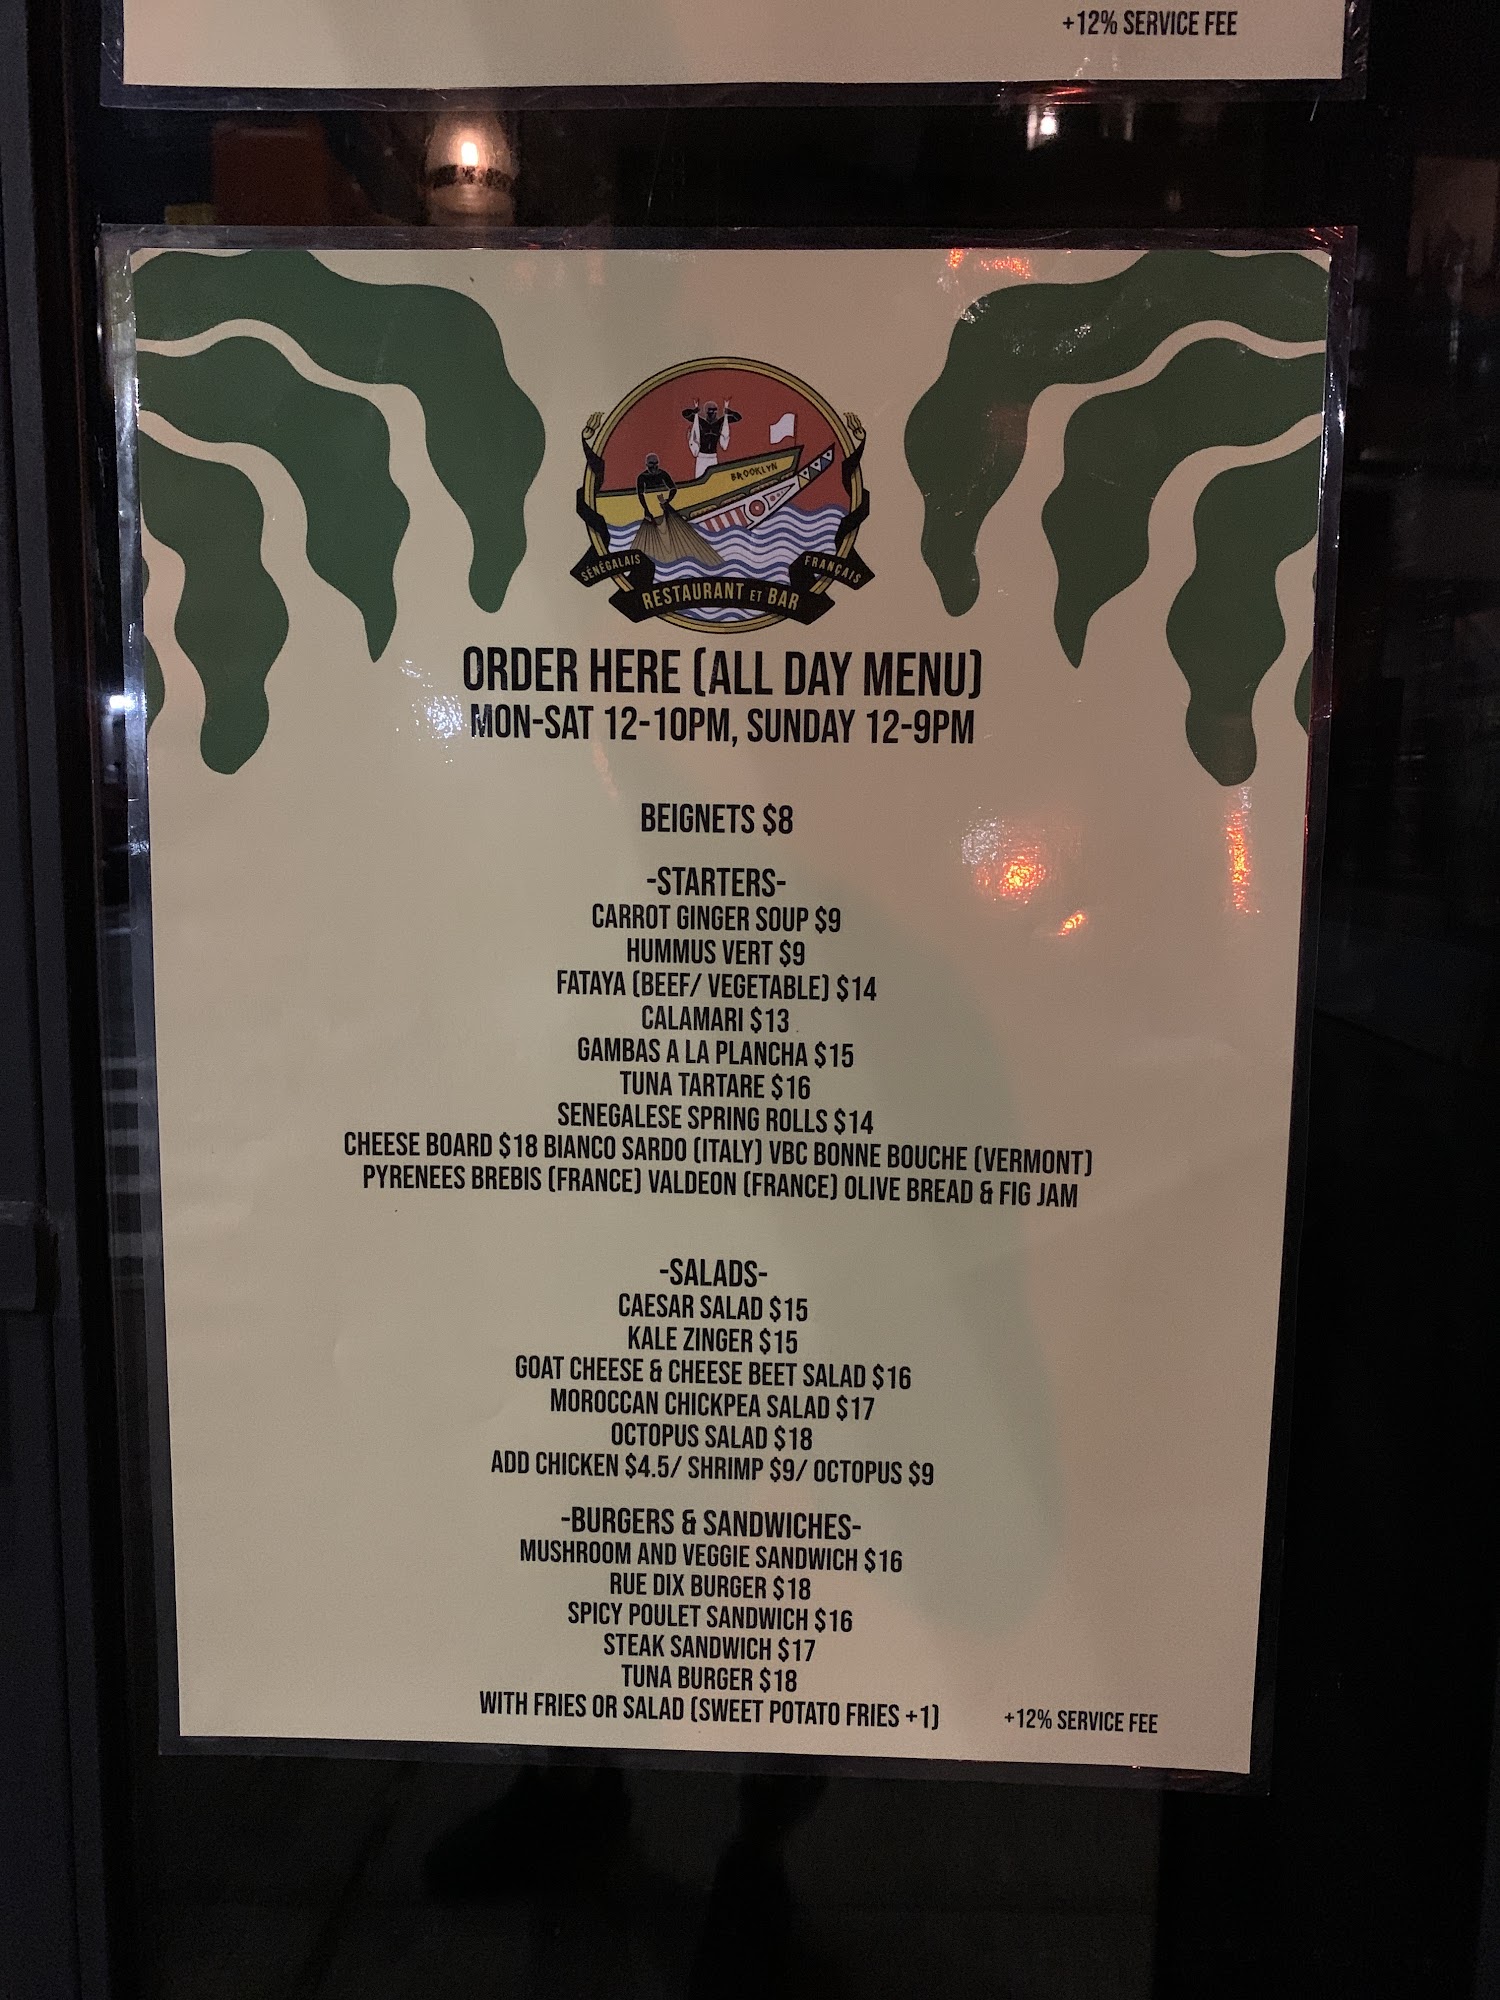 +12% SERVICE FEE
BROOKLYN
SÉNÉGALAIS
FRANÇAIS
RESTAURANT ET BAR
ORDER HERE (ALL DAY MENU)
MON-SAT 12-10PM, SUNDAY 12-9PM
BEIGNETS $8
-STARTERS-
CARROT GINGER SOUP $9
HUMMUS VERT $9
FATAYA (BEEF/ VEGETABLE) $14
CALAMARI $13
GAMBAS A LA PLANCHA $15
TUNA TARTARE $16
SENEGALESE SPRING ROLLS $14
CHEESE BOARD $18 BIANCO SARDO (ITALY) VBC BONNE BOUCHE (VERMONT)
PYRENEES BREBIS (FRANCE) VALDEON (FRANCE) OLIVE BREAD & FIG JAM
-SALADS-
CAESAR SALAD $15
KALE ZINGER $15
GOAT CHEESE & CHEESE BEET SALAD $16
MOROCCAN CHICKPEA SALAD $17
OCTOPUS SALAD $18
ADD CHICKEN $4.5/ SHRIMP $9/ OCTOPUS $9
-BURGERS & SANDWICHES-
MUSHROOM AND VEGGIE SANDWICH $16
RUE DIX BURGER $18
SPICY POULET SANDWICH $16
STEAK SANDWICH $17
TUNA BURGER $18
WITH FRIES OR SALAD (SWEET POTATO FRIES +1)
+12% SERVICE FEE